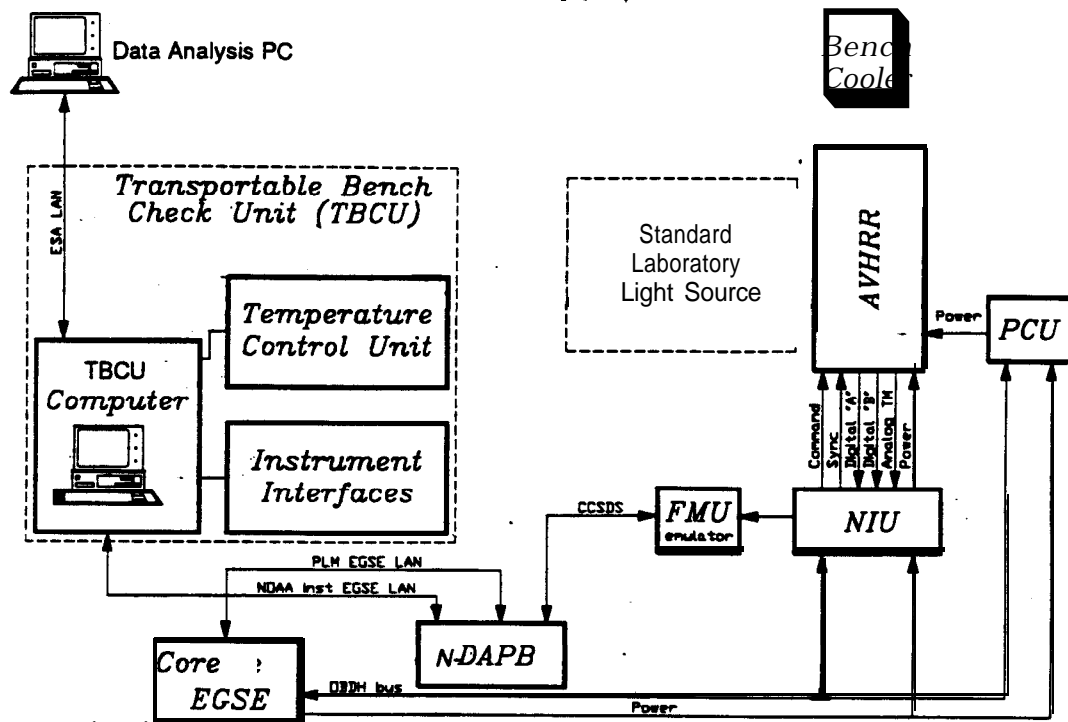 Data Analysis PC
Bench
Cooler
ESA LAN
Transportable Bench
Check Unit (TBCU)
Standard
Laboratory
Light Source
AVHRR
Temperature
Control Unit
Power
PCU
TBCU
Computer
Command
Sync
Digital "A"
Digital "B"
Analog TM
Power
Instrument
Interfaces
CCSDS
FMU
emulator
NIU
PLM EGSE LAN
NOAA Inst EGSE LAN
N-DAPB
Core
EGSE
OBDH bus
Power